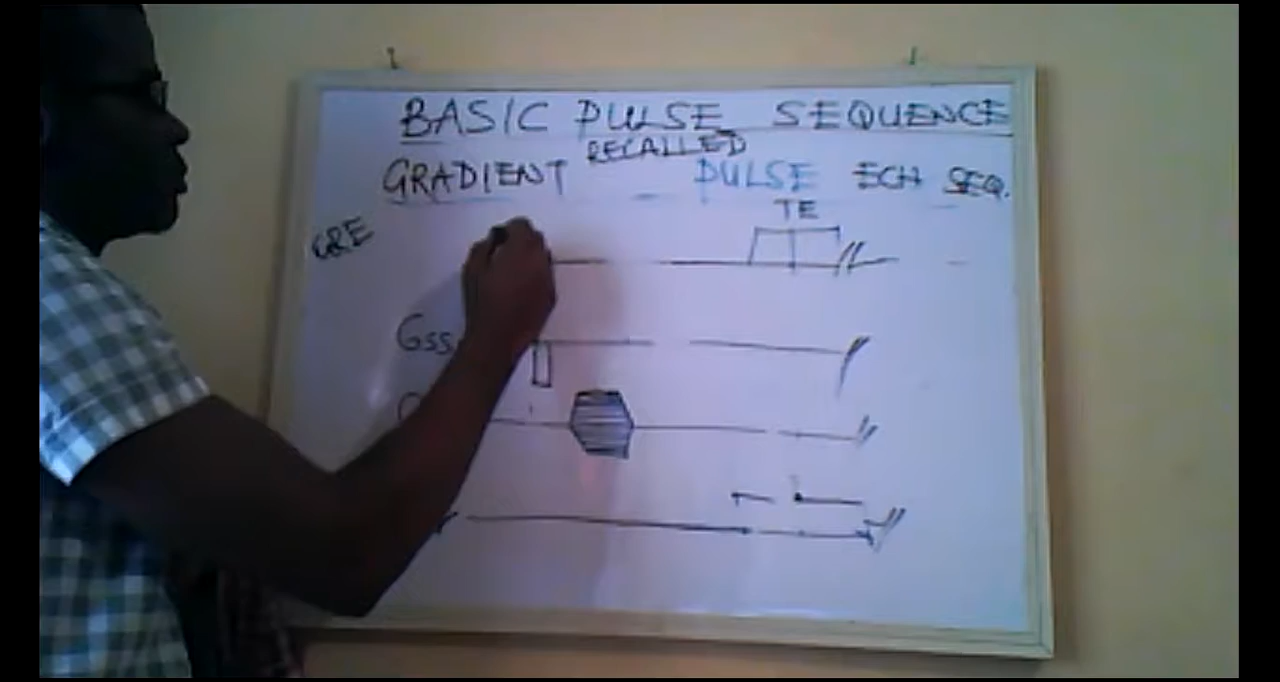 BASIC PULSE SEQUENCE
RECALLED
GRADIENT PULSE ECH SEQ.
TE
GRE
Gss